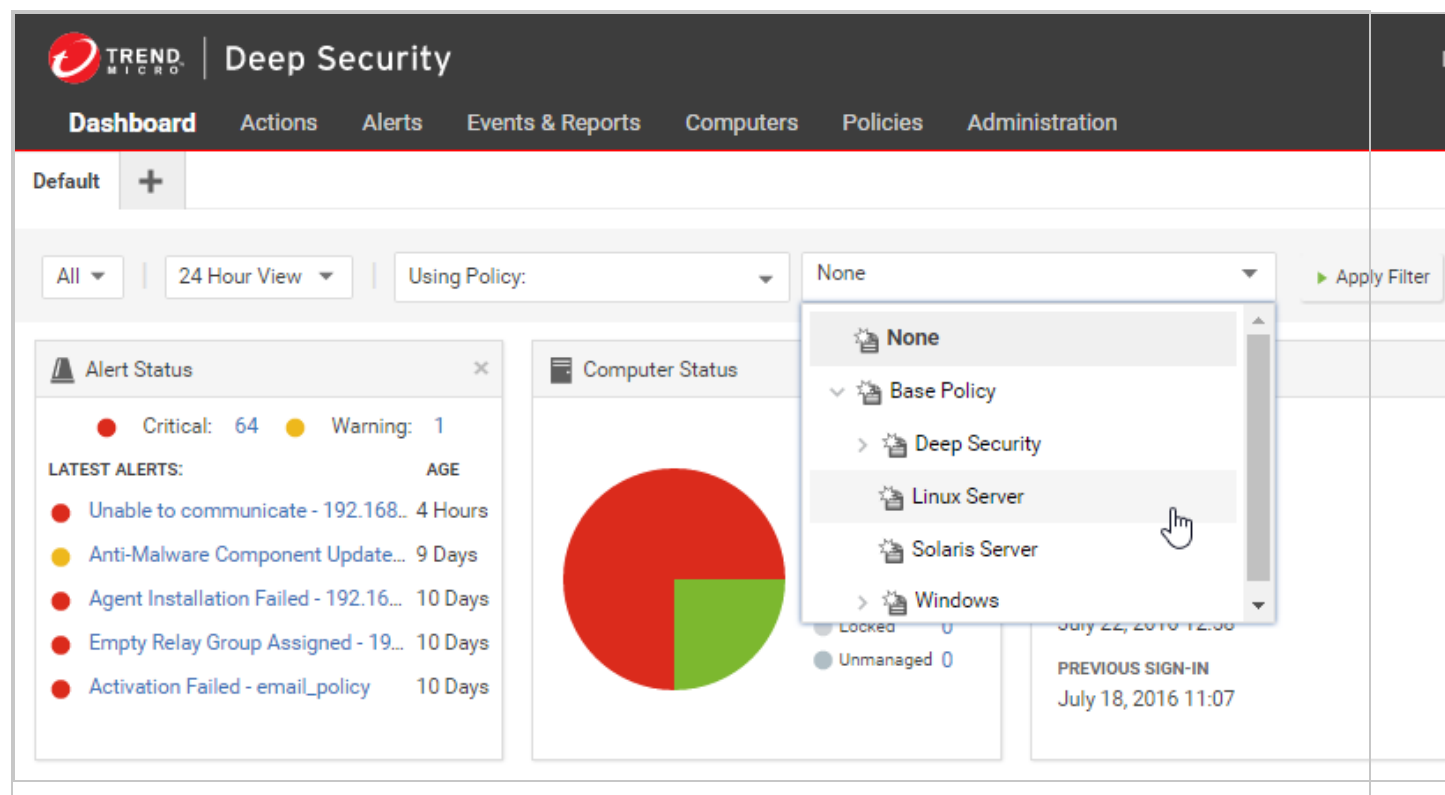 TREND MICRO | Deep Security
Dashboard Actions Alerts Events & Reports Computers Policies Administration
Default
All 24 Hour View Using Policy: None Apply Filter
None
Base Policy
Deep Security
Linux Server
Solaris Server
Windows
Alert Status
Critical: 64 Warning: 1
LATEST ALERTS: AGE
Unable to communicate - 192.168... 4 Hours
Anti-Malware Component Update... 9 Days
Agent Installation Failed - 192.16... 10 Days
Empty Relay Group Assigned - 19... 10 Days
Activation Failed - email_policy 10 Days
Computer Status
Locked 0
Unmanaged 0
July 22, 2016
PREVIOUS SIGN-IN
July 18, 2016 11:07